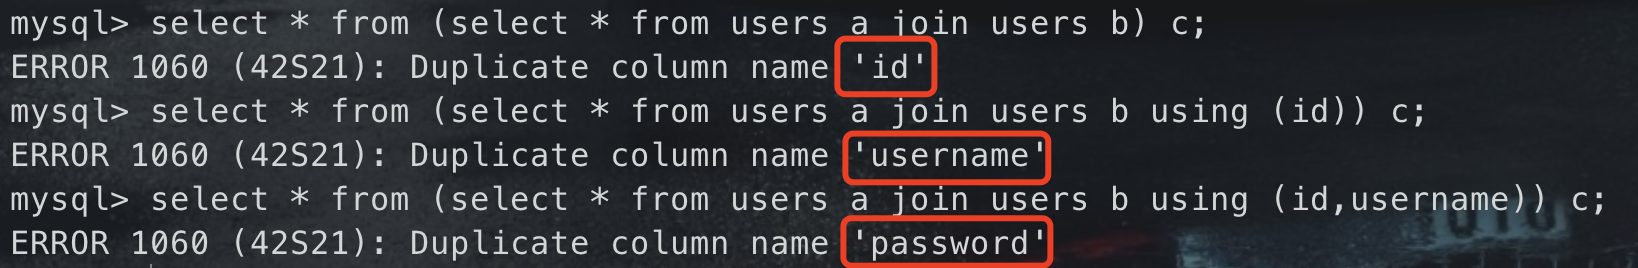 mysql> select * from (select * from users a join users b) c;
ERROR 1060 (42S21): Duplicate column name 'id'
mysql> select * from (select * from users a join users b using (id)) c;
ERROR 1060 (42S21): Duplicate column name 'username'
mysql> select * from (select * from users a join users b using (id,username)) c;
ERROR 1060 (42S21): Duplicate column name 'password'